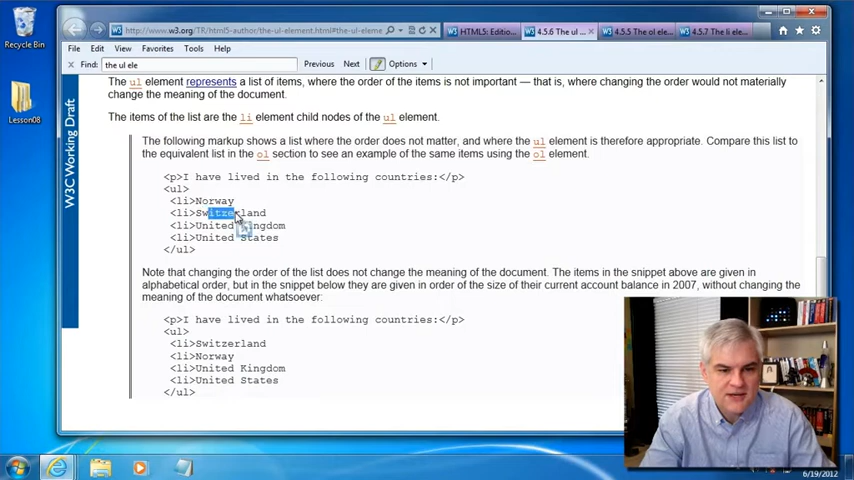 Recycle Bin
Lesson08
http://www.w3.org/TR/html5-author/the-ul-element.html#the-ul-eleme
HTML5: Edition...
4.5.6 The ul ...
4.5.5 The ol ele...
4.5.7 The li ele...
File Edit View Favorites Tools Help
Find: the ul ele Previous Next Options
W3C Working Draft
The ul element represents a list of items, where the order of the items is not important — that is, where changing the order would not materially
change the meaning of the document.
The items of the list are the li element child nodes of the ul element.
The following markup shows a list where the order does not matter, and where the ul element is therefore appropriate. Compare this list to
the equivalent list in the ol section to see an example of the same items using the ol element.
<p>I have lived in the following countries:</p>
<ul>
<li>Norway
<li>Switzerland
<li>United Kingdom
<li>United States
</ul>
Note that changing the order of the list does not change the meaning of the document. The items in the snippet above are given in
alphabetical order, but in the snippet below they are given in order of the size of their current account balance in 2007, without changing the
meaning of the document whatsoever:
<p>I have lived in the following countries:</p>
<ul>
<li>Switzerland
<li>Norway
<li>United Kingdom
<li>United States
</ul>
6/19/2012